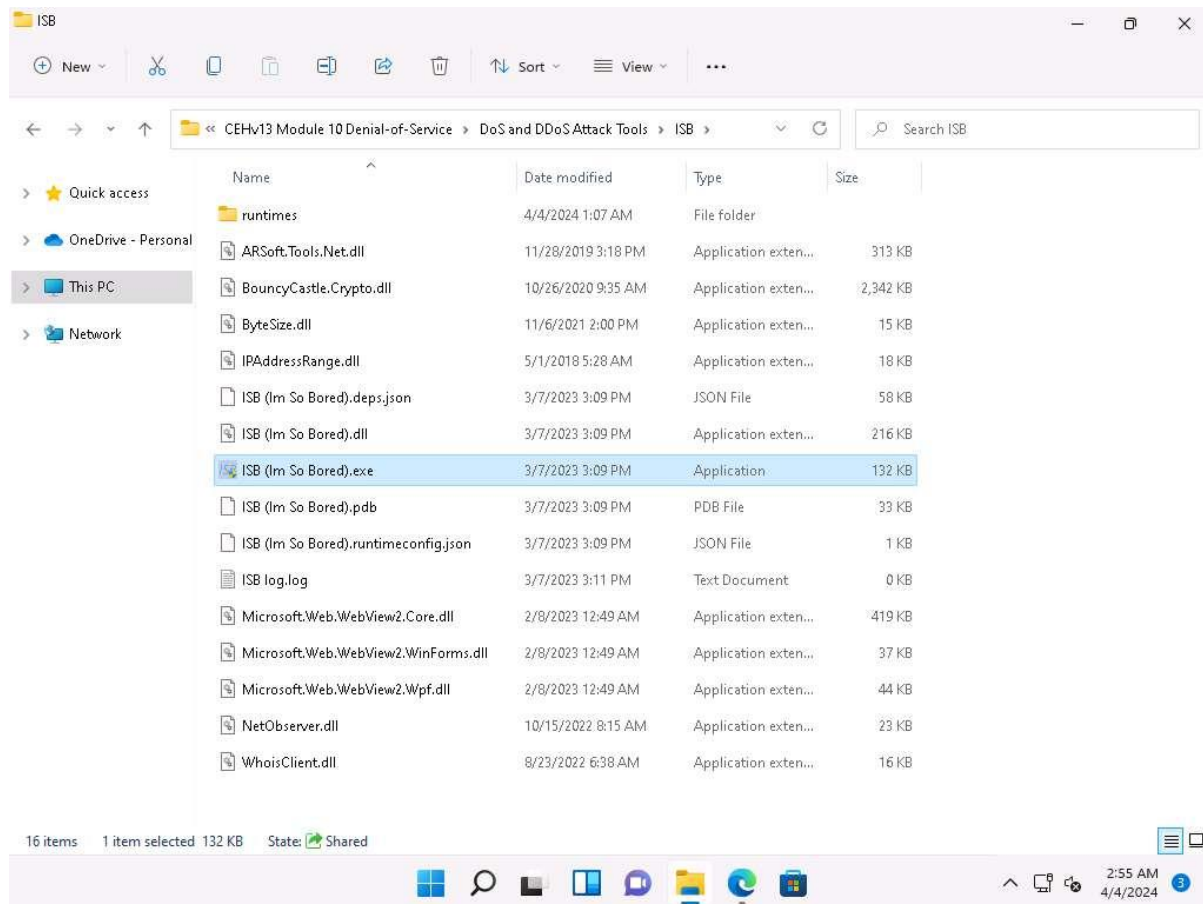 ISB
New
Sort
View
« CEHv13 Module 10 Denial-of-Service > DoS and DDoS Attack Tools > ISB >
Search ISB
Quick access
OneDrive - Personal
This PC
Network
Name Date modified Type Size
runtimes 4/4/2024 1:07 AM File folder
ARSoft.Tools.Net.dll 11/28/2019 3:18 PM Application exten... 313 KB
BouncyCastle.Crypto.dll 10/26/2020 9:35 AM Application exten... 2,342 KB
ByteSize.dll 11/6/2021 2:00 PM Application exten... 15 KB
IPAddressRange.dll 5/1/2018 5:28 AM Application exten... 18 KB
ISB (Im So Bored).deps.json 3/7/2023 3:09 PM JSON File 58 KB
ISB (Im So Bored).dll 3/7/2023 3:09 PM Application exten... 216 KB
ISB (Im So Bored).exe 3/7/2023 3:09 PM Application 132 KB
ISB (Im So Bored).pdb 3/7/2023 3:09 PM PDB File 33 KB
ISB (Im So Bored).runtimeconfig.json 3/7/2023 3:09 PM JSON File 1 KB
ISB log.log 3/7/2023 3:11 PM Text Document 0 KB
Microsoft.Web.WebView2.Core.dll 2/8/2023 12:49 AM Application exten... 419 KB
Microsoft.Web.WebView2.WinForms.dll 2/8/2023 12:49 AM Application exten... 37 KB
Microsoft.Web.WebView2.Wpf.dll 2/8/2023 12:49 AM Application exten... 44 KB
NetObserver.dll 10/15/2022 8:15 AM Application exten... 23 KB
WhoisClient.dll 8/23/2022 6:38 AM Application exten... 16 KB
16 items 1 item selected 132 KB State: Shared
2:55 AM
4/4/2024
3